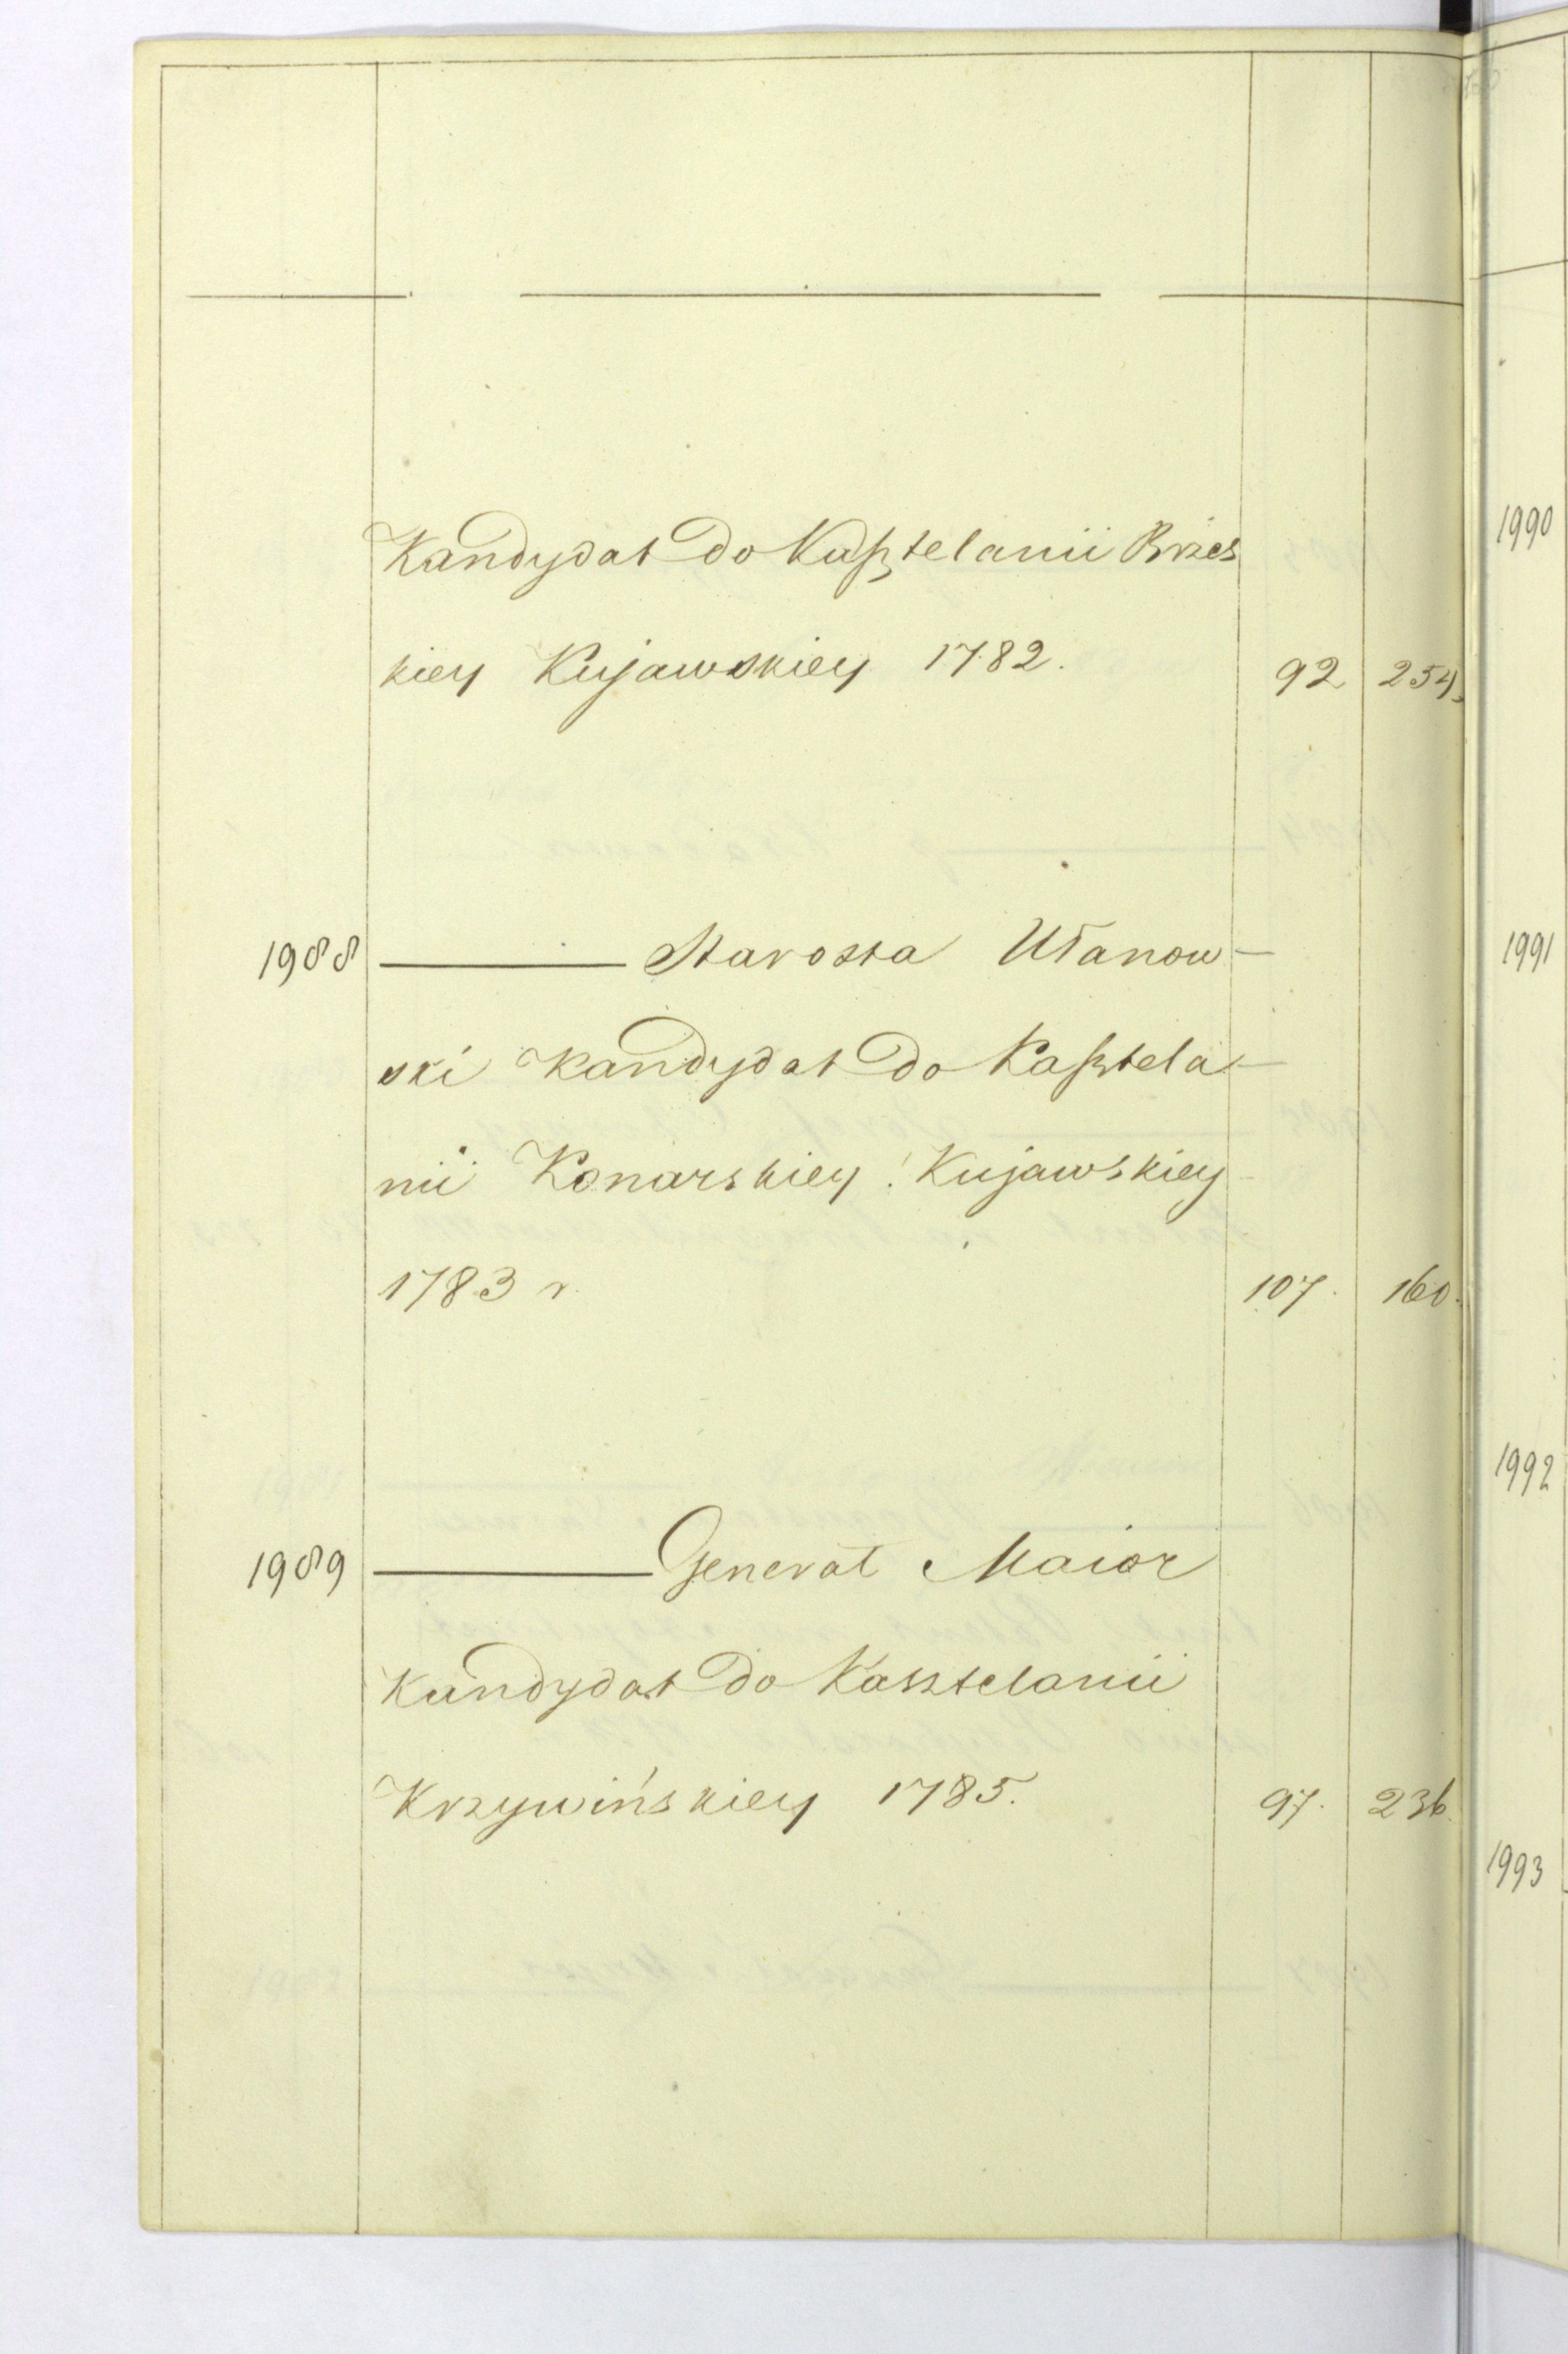 Kandydat do Kasztelanii Brzes
kiey Kujawskiey 1782. 92 254
1988 ——— Starosta Ułanow-
ski Kandydat do Kasztela-
nii Konarskiey Kujawskiey
1783 r. 107. 160.
1989 ——— Generał Maior
Kandydat do Kasztelanii
Krzywińskiey 1785. 97. 236.
1990
1991
1992
1993